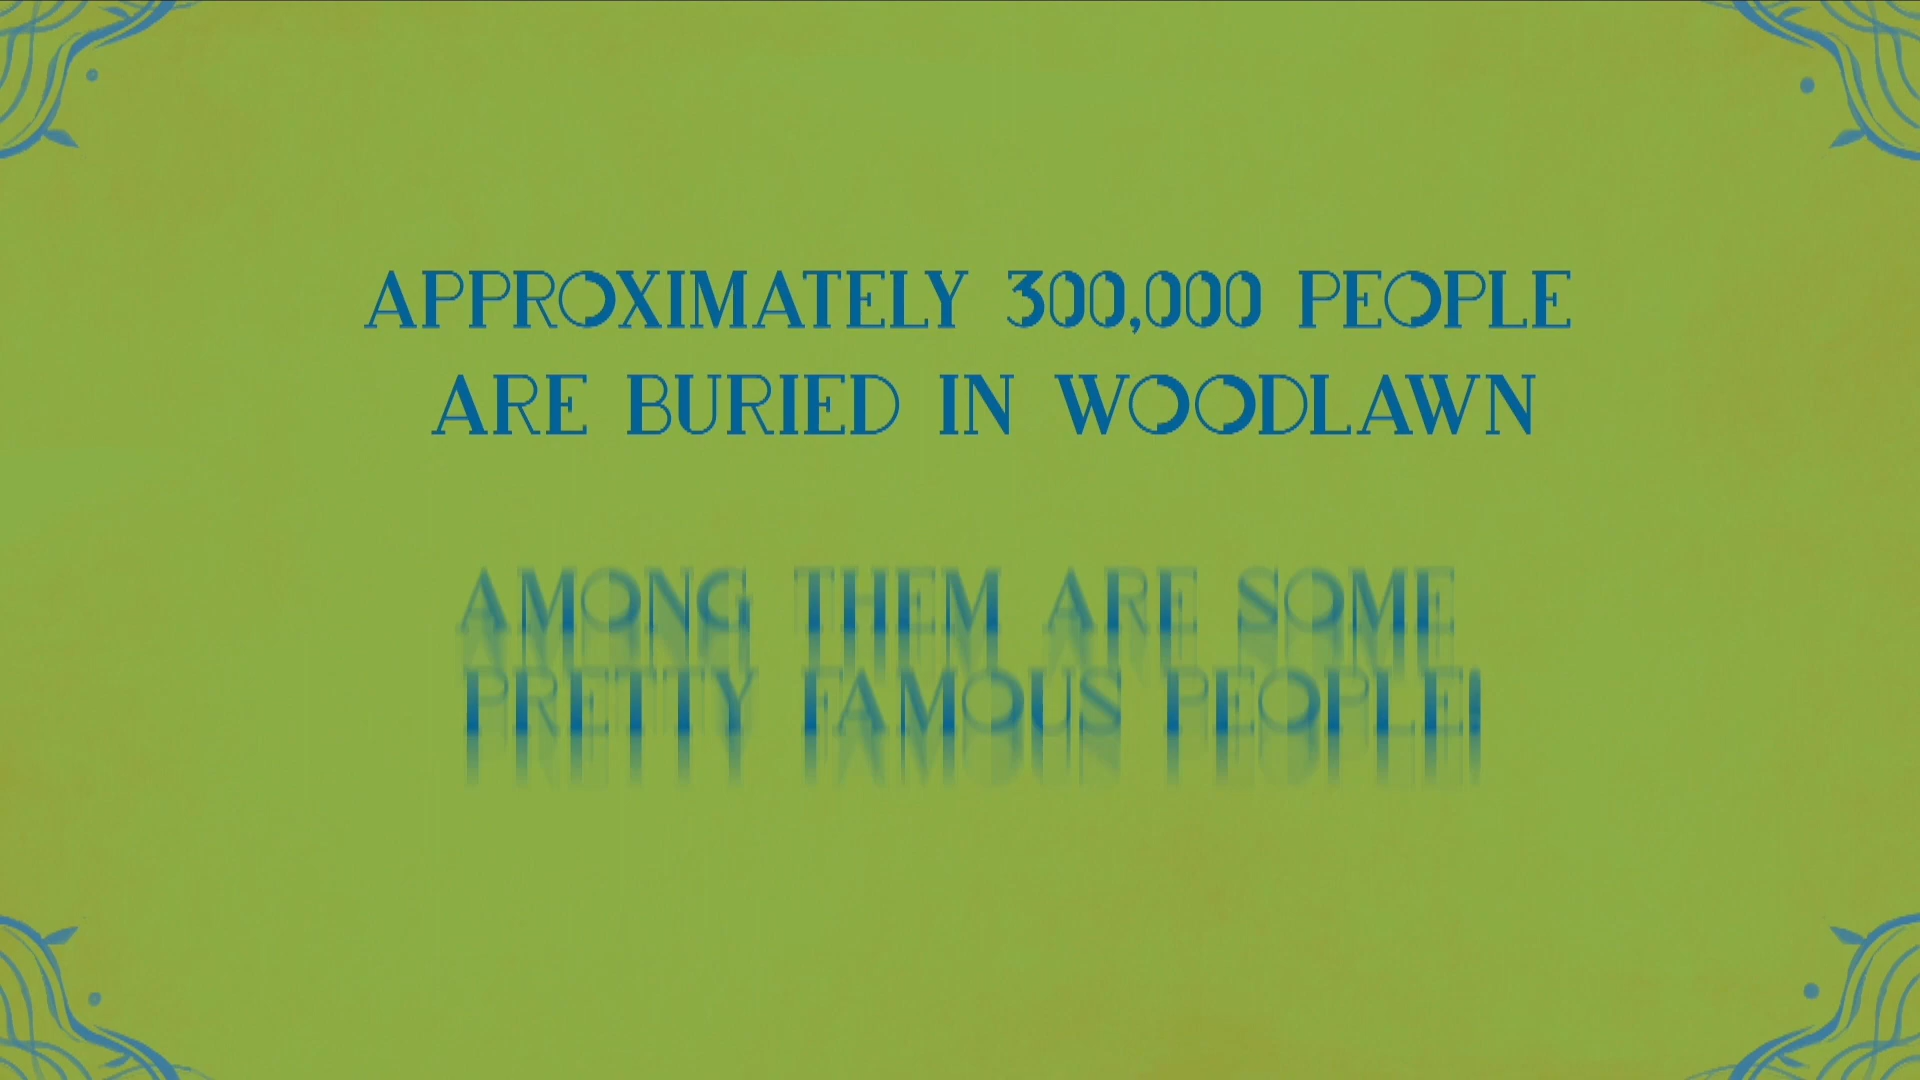 APPROXIMATELY 300,000 PEOPLE
ARE BURIED IN WOODLAWN
AMONG THEM ARE SOME
PRETTY FAMOUS PEOPLE!